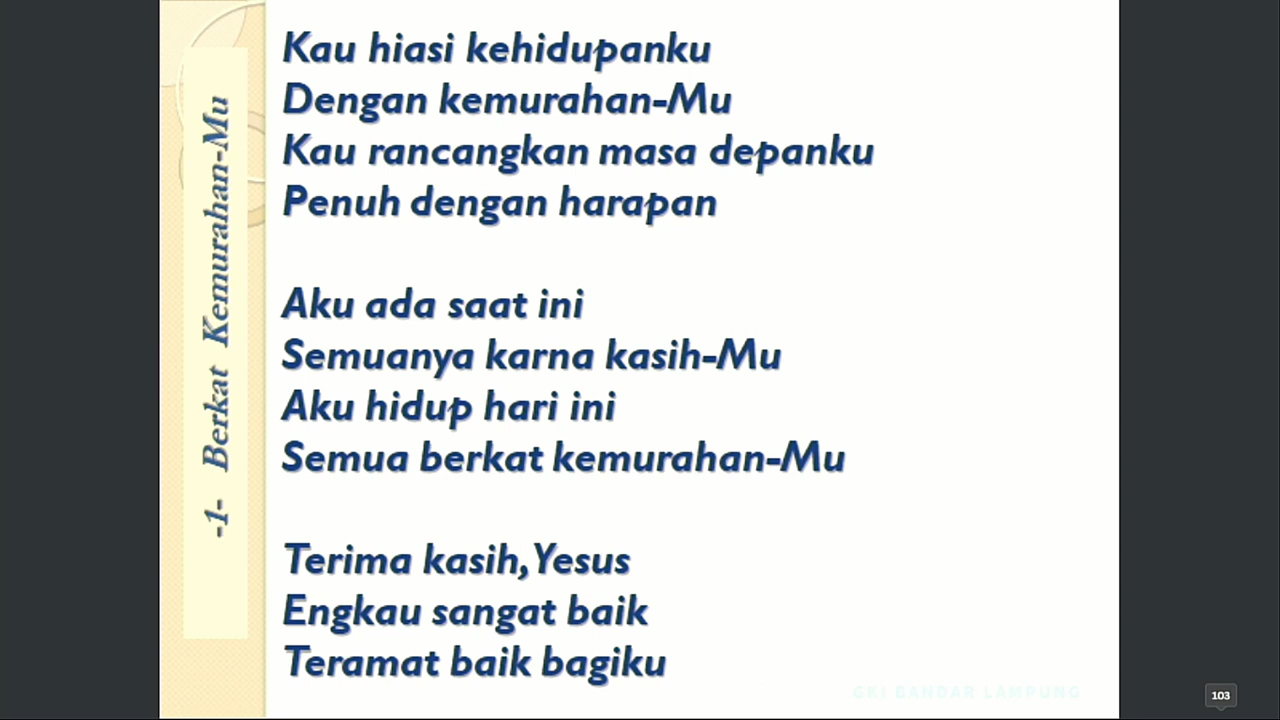 -1- Berkat Kemurahan-Mu
Kau hiasi kehidupanku
Dengan kemurahan-Mu
Kau rancangkan masa depanku
Penuh dengan harapan
Aku ada saat ini
Semuanya karna kasih-Mu
Aku hidup hari ini
Semua berkat kemurahan-Mu
Terima kasih, Yesus
Engkau sangat baik
Teramat baik bagiku
GKI BANDAR LAMPUNG
103